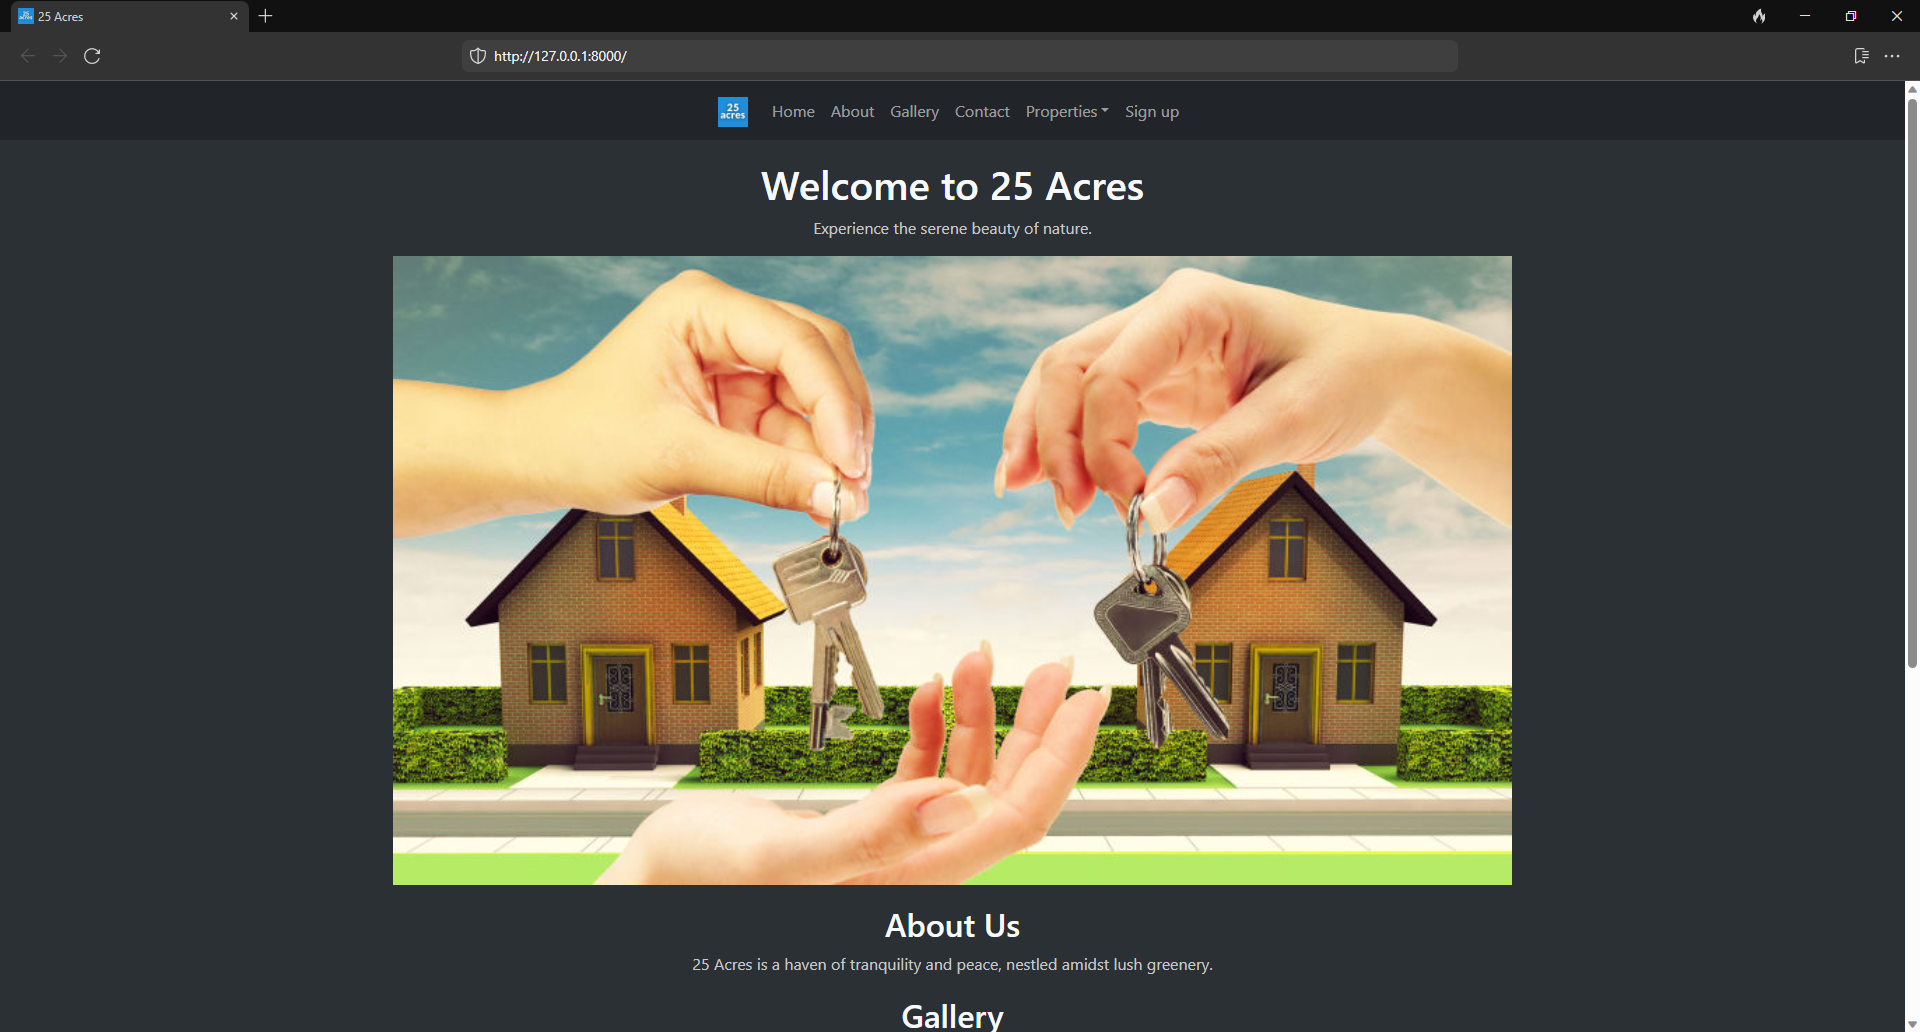 25 Acres
http://127.0.0.1:8000/
25
acres
Home About Gallery Contact Properties Sign up
Welcome to 25 Acres
Experience the serene beauty of nature.
About Us
25 Acres is a haven of tranquility and peace, nestled amidst lush greenery.
Gallery